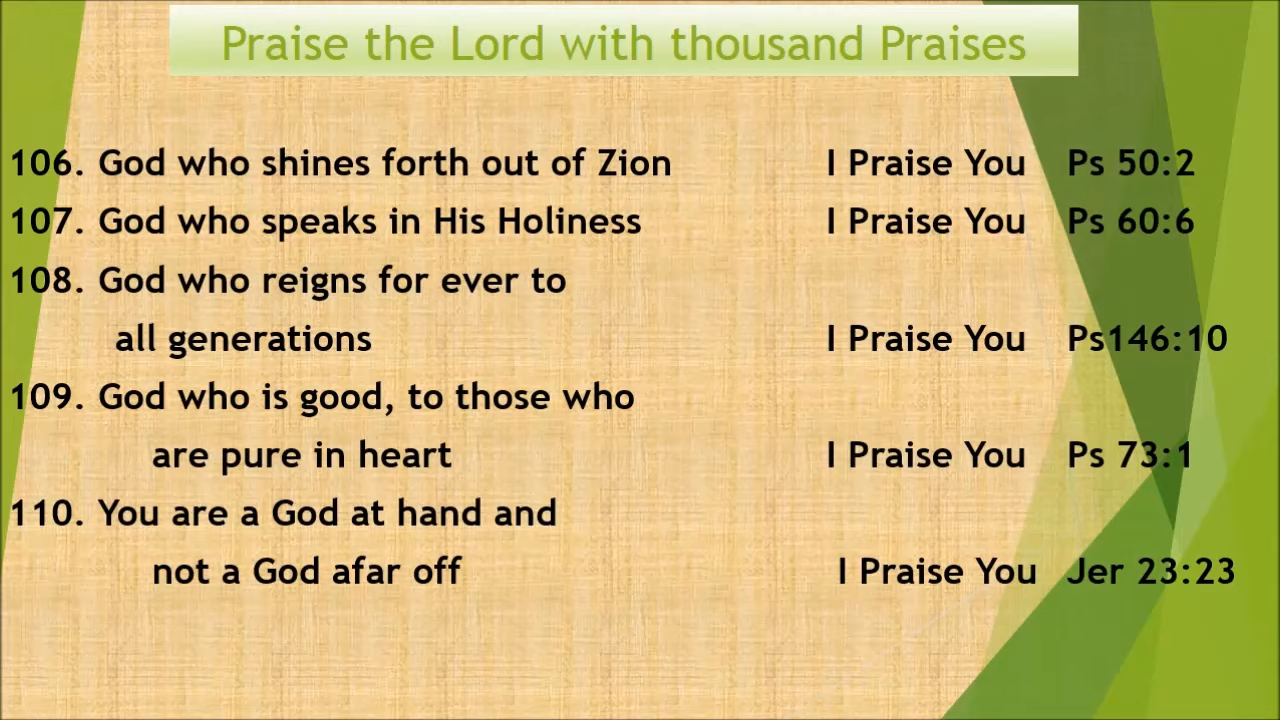 Praise the Lord with thousand Praises
106. God who shines forth out of Zion I Praise You Ps 50:2
107. God who speaks in His Holiness I Praise You Ps 60:6
108. God who reigns for ever to
all generations I Praise You Ps146:10
109. God who is good, to those who
are pure in heart I Praise You Ps 73:1
110. You are a God at hand and
not a God afar off I Praise You Jer 23:23